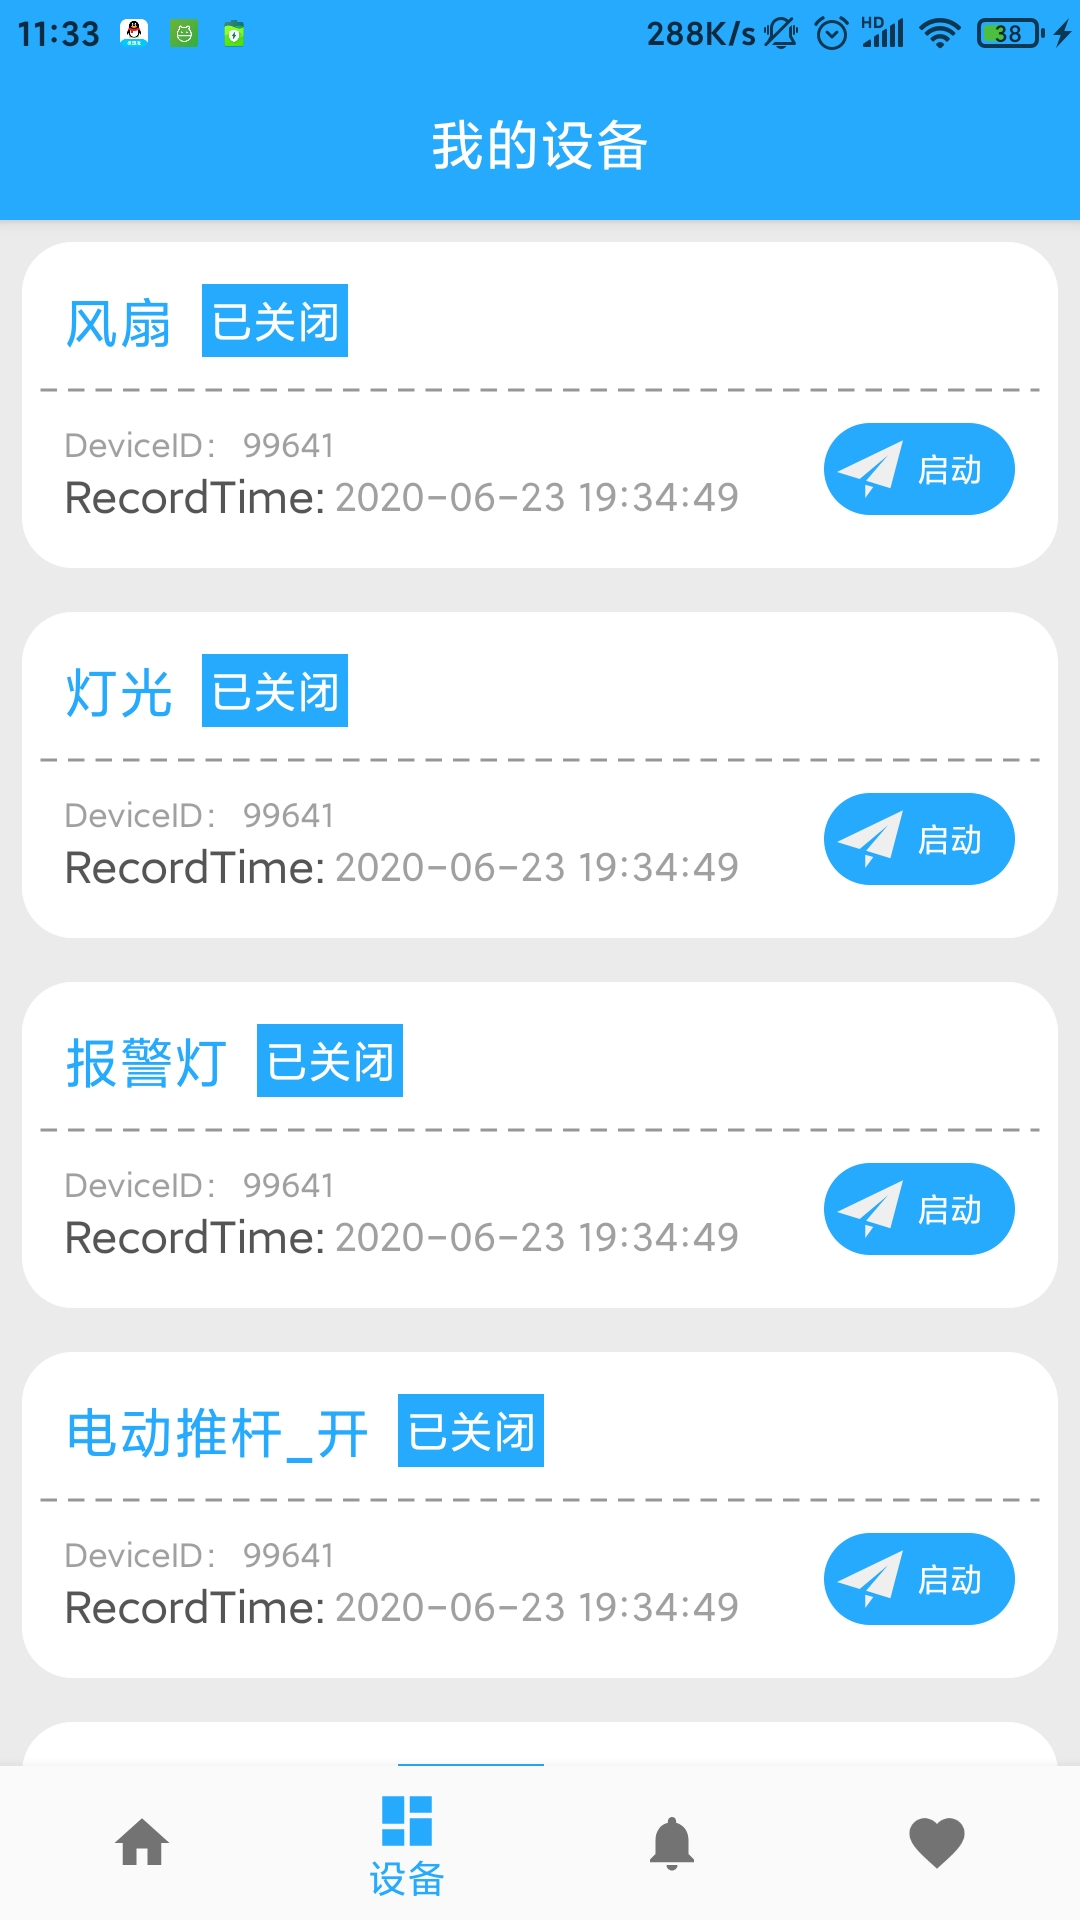 11:33 288K/s HD 38
我的设备
风扇 已关闭
DeviceID： 99641
RecordTime: 2020-06-23 19:34:49
启动
灯光 已关闭
DeviceID： 99641
RecordTime: 2020-06-23 19:34:49
启动
报警灯 已关闭
DeviceID： 99641
RecordTime: 2020-06-23 19:34:49
启动
电动推杆_开 已关闭
DeviceID： 99641
RecordTime: 2020-06-23 19:34:49
启动
设备